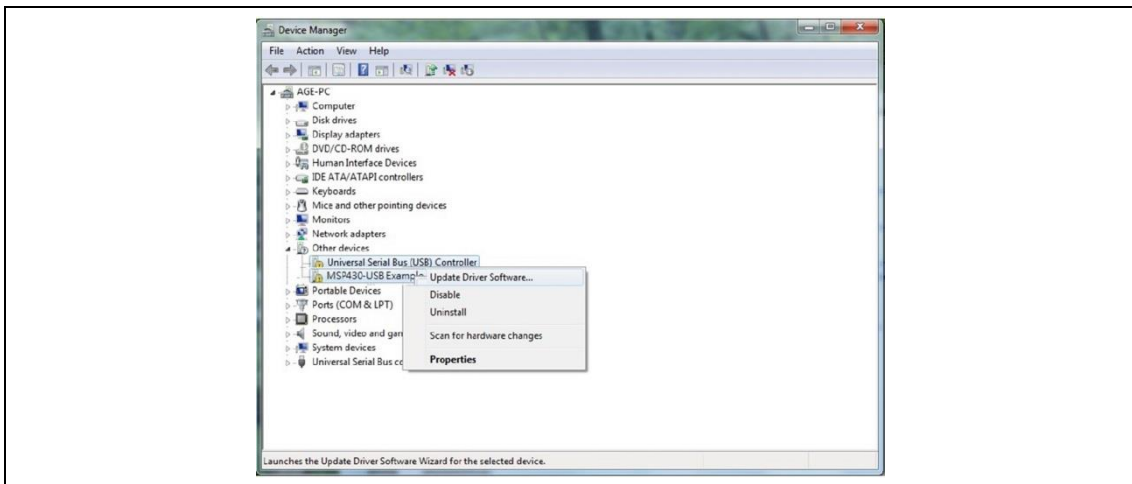 Device Manager
File Action View Help
AGE-PC
Computer
Disk drives
Display adapters
DVD/CD-ROM drives
Human Interface Devices
IDE ATA/ATAPI controllers
Keyboards
Mice and other pointing devices
Monitors
Network adapters
Other devices
Universal Serial Bus (USB) Controller
MSP430-USB Example
Update Driver Software...
Portable Devices
Disable
Ports (COM & LPT)
Uninstall
Processors
Sound, video and gam
Scan for hardware changes
System devices
Universal Serial Bus co
Properties
Launches the Update Driver Software Wizard for the selected device.